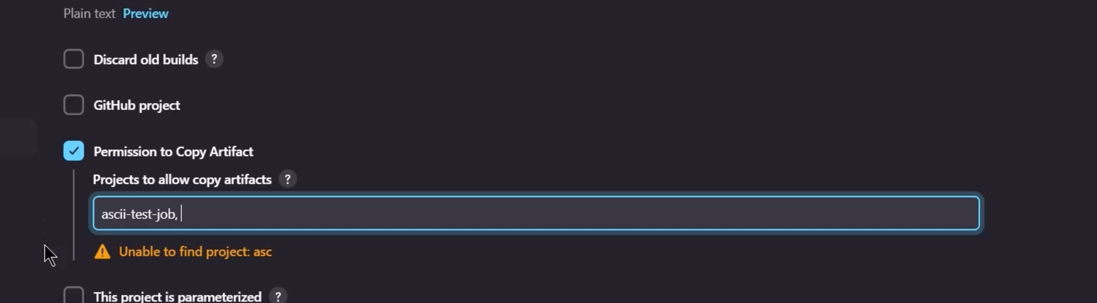 Plain text Preview
Discard old builds ?
GitHub project
Permission to Copy Artifact
Projects to allow copy artifacts ?
ascii-test-job,
Unable to find project: asc
This project is parameterized ?